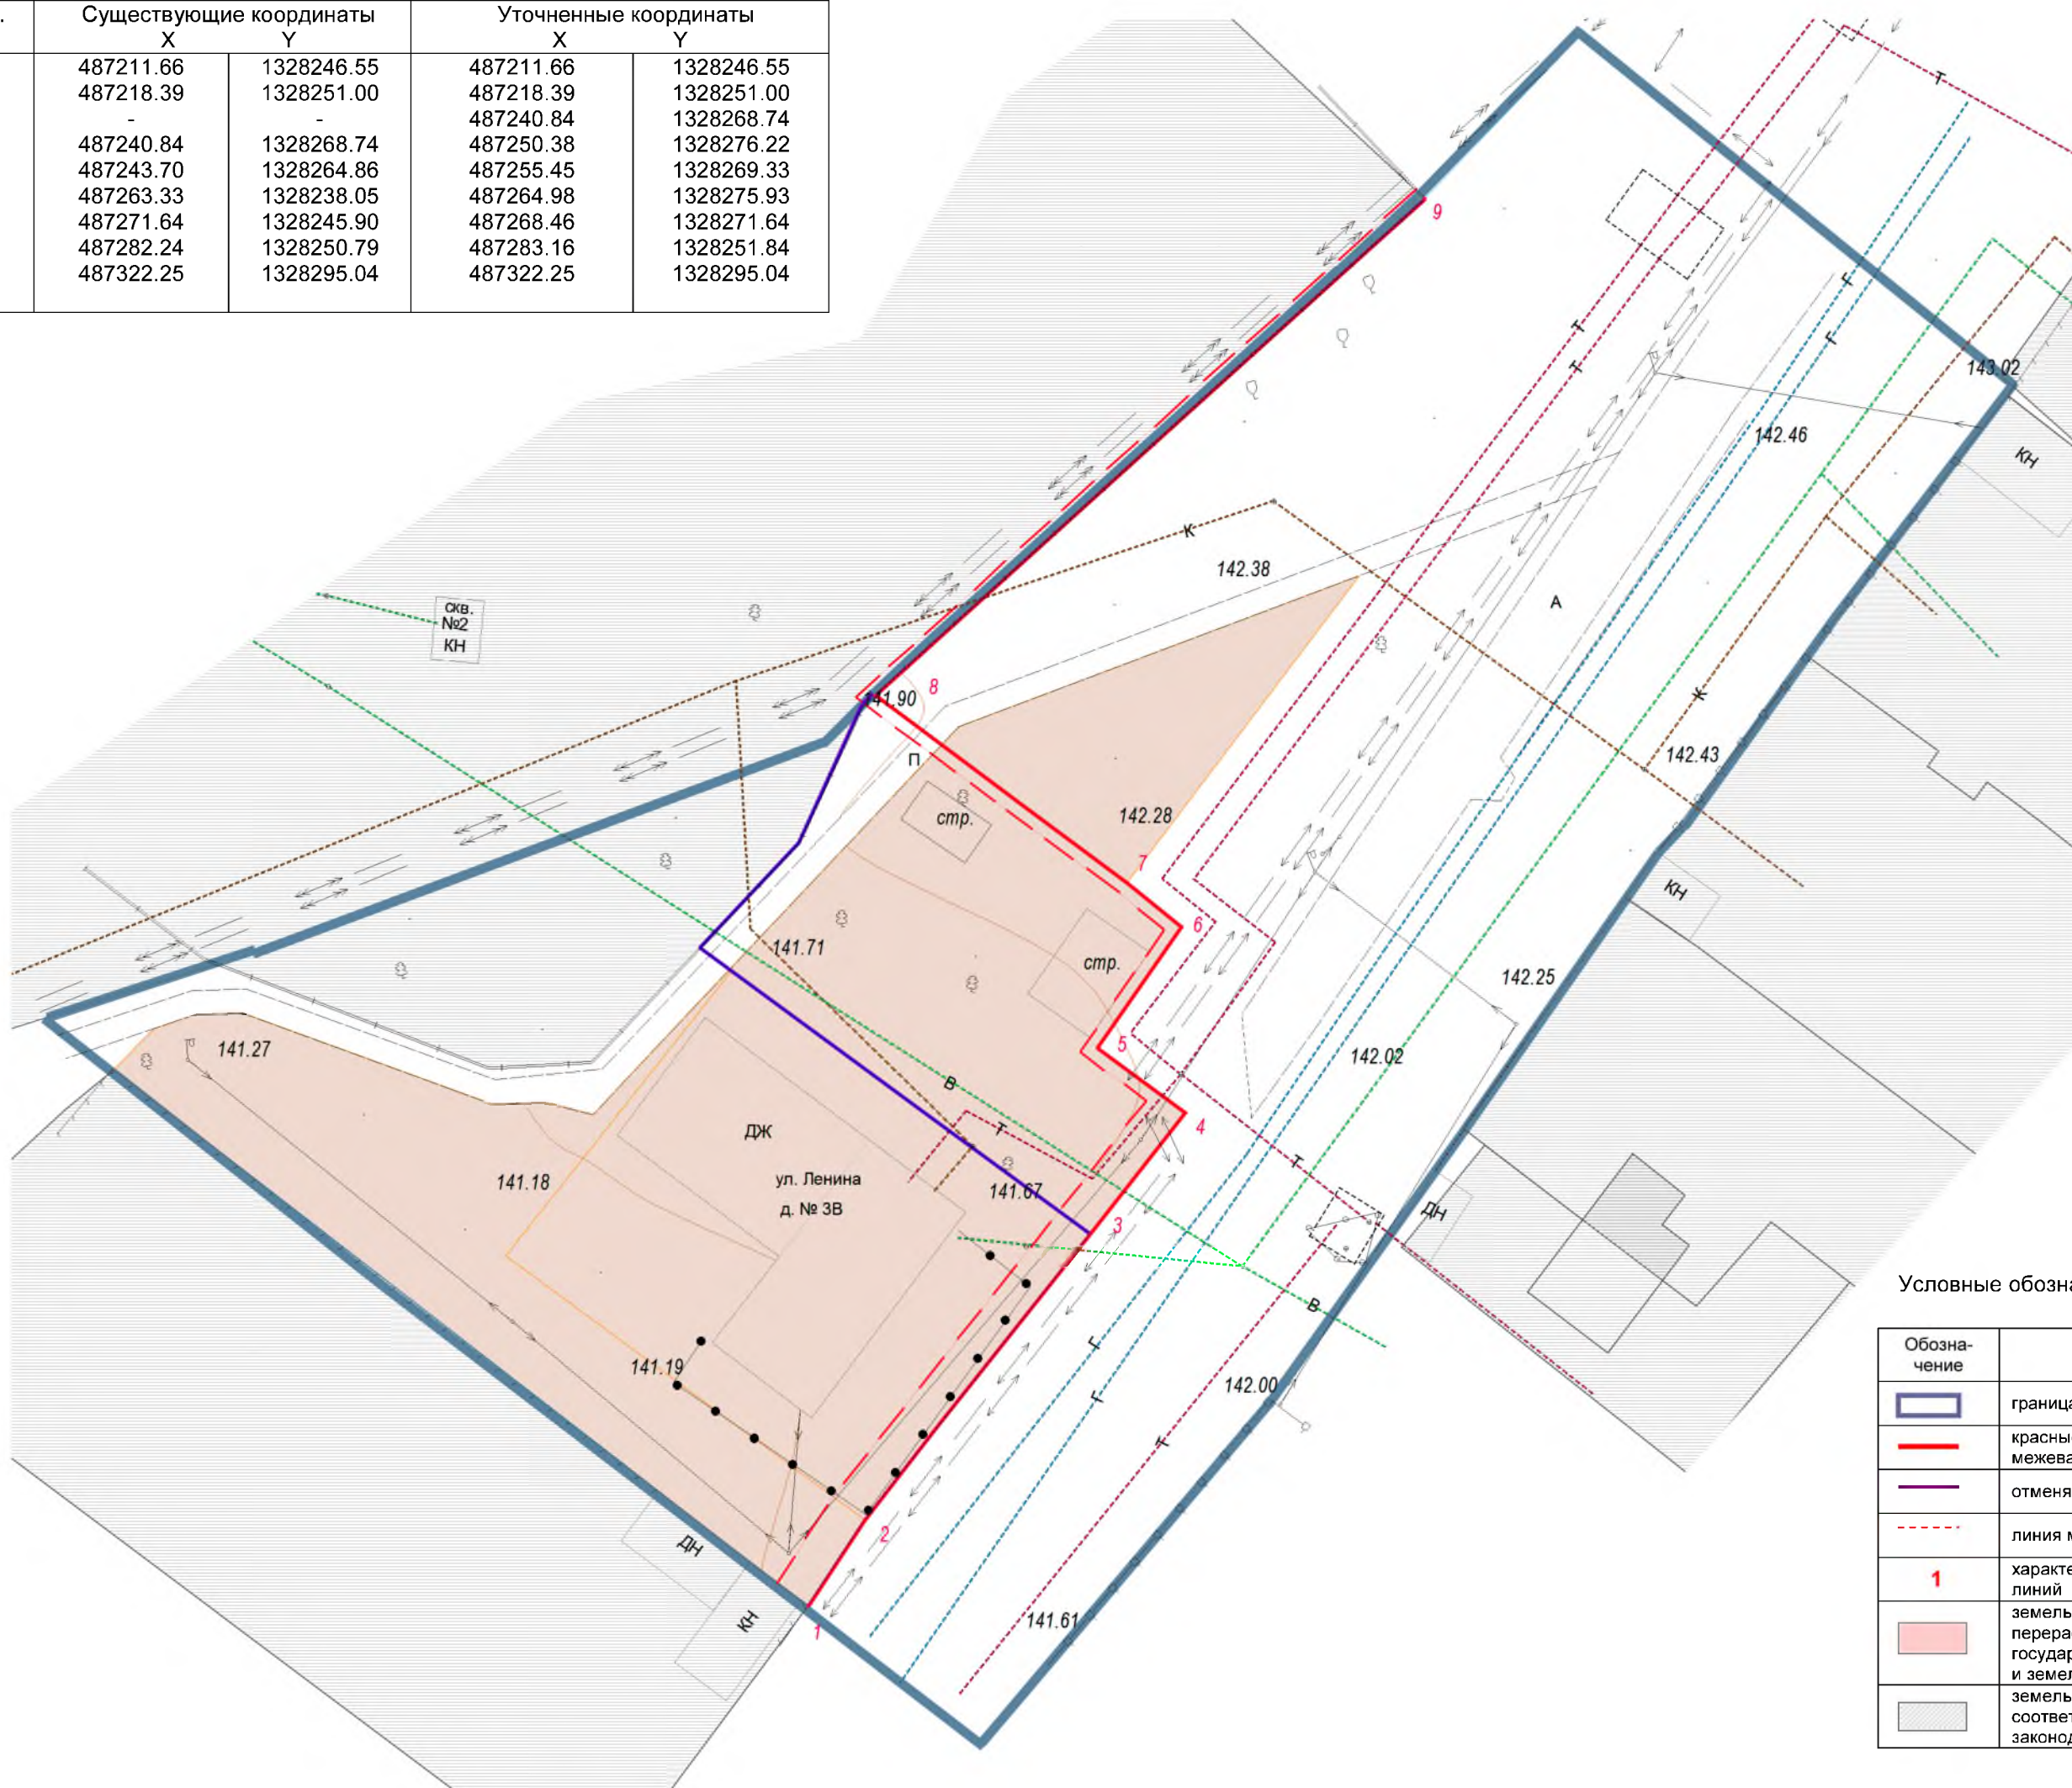 Существующие координаты Уточненные координаты
X Y X Y
487211.66 1328246.55 487211.66 1328246.55
487218.39 1328251.00 487218.39 1328251.00
- - 487240.84 1328268.74
487240.84 1328268.74 487250.38 1328276.22
487243.70 1328264.86 487255.45 1328269.33
487263.33 1328238.05 487264.98 1328275.93
487271.64 1328245.90 487268.46 1328271.64
487282.24 1328250.79 487283.16 1328251.84
487322.25 1328295.04 487322.25 1328295.04
Т
9
Г
Г
Т
Т
143.02
142.46
КН
К
142.38
А
скв.
№2
КН
К
8
141.90
П
142.43
стр.
142.28
7
КН
6
141.71
стр.
142.25
5
141.27
142.02
В
4
Т
ДЖ
Т
141.18
ул. Ленина
141.67
д. № 3В
3
ДН
В
Условные обозна
Г
Обозна-
чение
141.19
142.00
Г
граница
красны
межева
Т
отменя
2
линия м
ДН
1
характе
линий
КН
141.61
1
земель
перера
государ
и земел
земель
соответ
законод